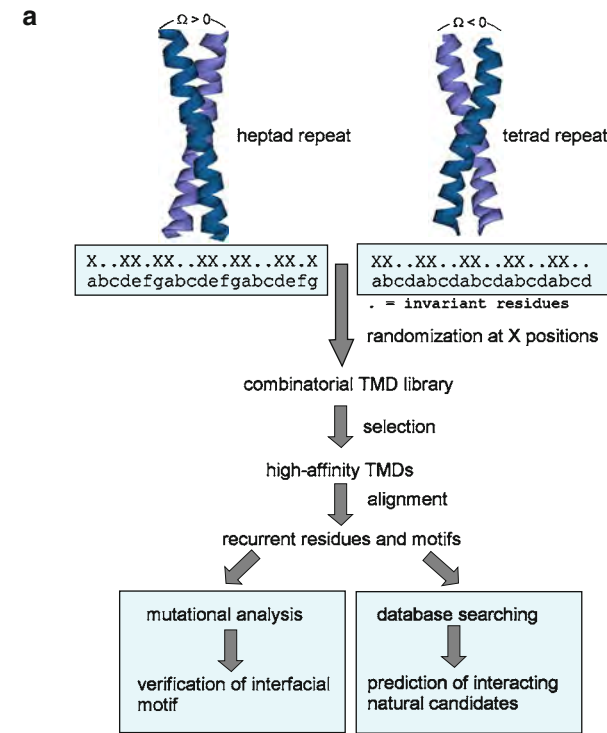 a
Ω > 0
Ω < 0
heptad repeat
tetrad repeat
X..XX.XX..XX.XX..XX.X
abcdefgabcdefgabcdefg
XX..XX..XX..XX..XX..
abcdabcdabcdabcdabcd
. = invariant residues
randomization at X positions
combinatorial TMD library
selection
high-affinity TMDs
alignment
recurrent residues and motifs
mutational analysis
verification of interfacial
motif
database searching
prediction of interacting
natural candidates